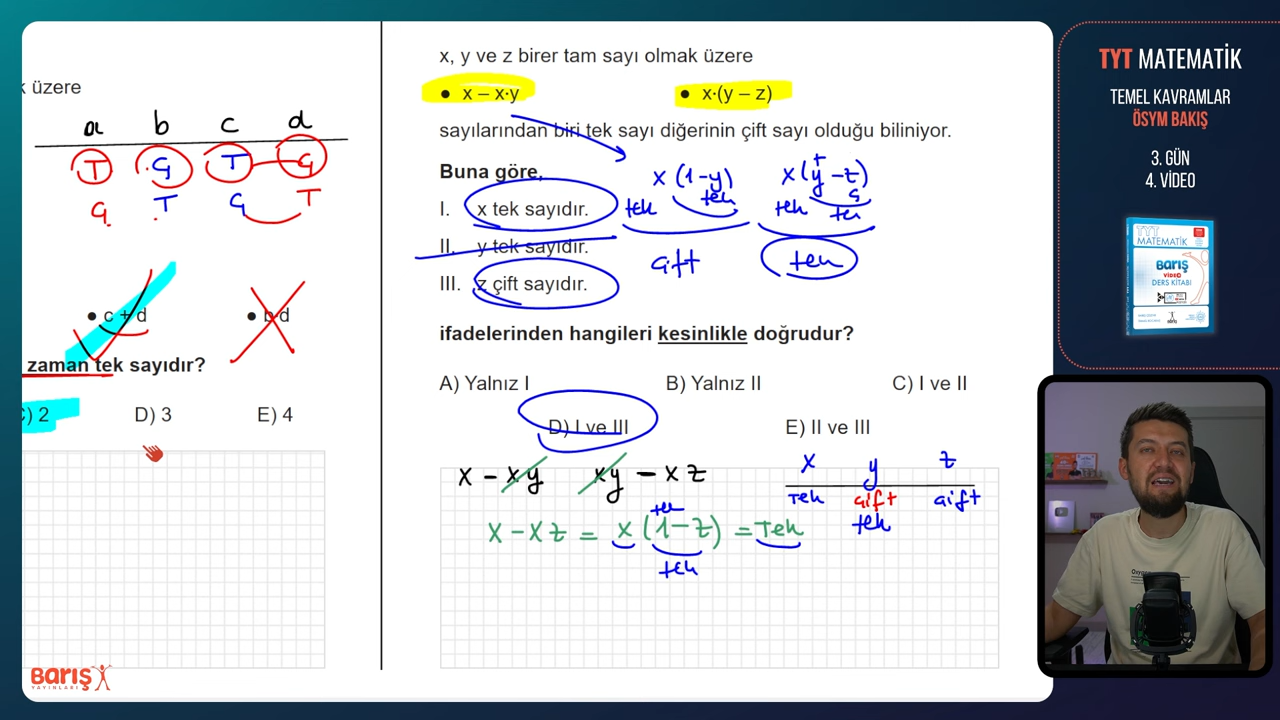 üzere
a b c d
T Ç T Ç
Ç T Ç T
● c + d ● b·d
zaman tek sayıdır?
C) 2 D) 3 E) 4
BARIŞ
YAYINLARI
x, y ve z birer tam sayı olmak üzere
● x – x·y ● x·(y – z)
sayılarından biri tek sayı diğerinin çift sayı olduğu biliniyor.
Buna göre,
I. x tek sayıdır.
II. y tek sayıdır.
III. z çift sayıdır.
x (1-y) x (y-z)
tek tek tek tek
çift tek
ifadelerinden hangileri kesinlikle doğrudur?
A) Yalnız I B) Yalnız II C) I ve II
D) I ve III E) II ve III
x - xy xy - xz
x - xz = x (1-z) = Tek
tek
tek
x y z
Tek çift çift
tek
TYT MATEMATİK
TEMEL KAVRAMLAR
ÖSYM BAKIŞ
3. GÜN
4. VİDEO
TYT
MATEMATİK
BARIŞ
VİDEO
DERS KİTABI